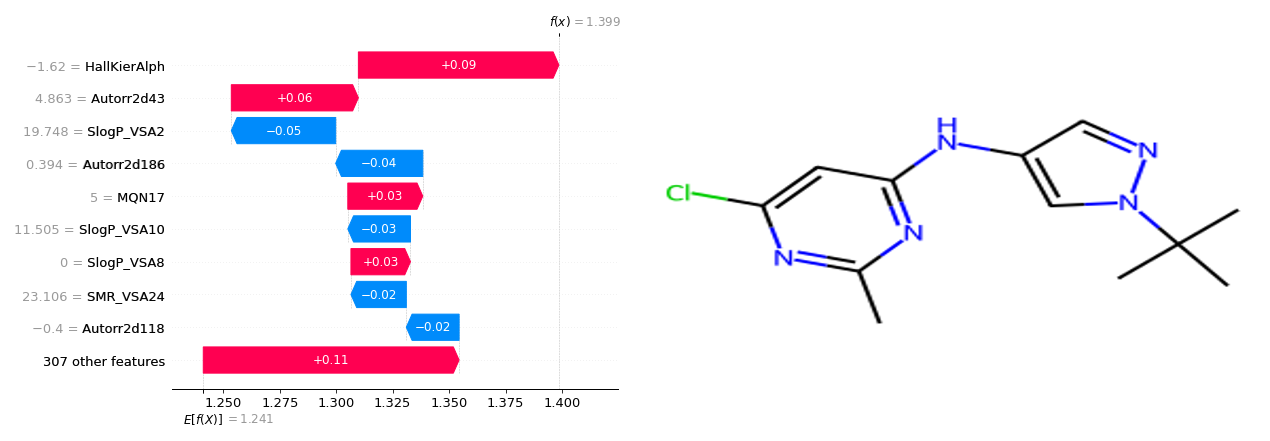 f(x) = 1.399
−1.62 = HallKierAlph
+0.09
4.863 = Autorr2d43
+0.06
19.748 = SlogP_VSA2
−0.05
0.394 = Autorr2d186
−0.04
5 = MQN17
+0.03
11.505 = SlogP_VSA10
−0.03
0 = SlogP_VSA8
+0.03
23.106 = SMR_VSA24
−0.02
−0.4 = Autorr2d118
−0.02
307 other features
+0.11
1.250 1.275 1.300 1.325 1.350 1.375 1.400
E[f(X)] = 1.241
H
N
N
Cl
N
N
N